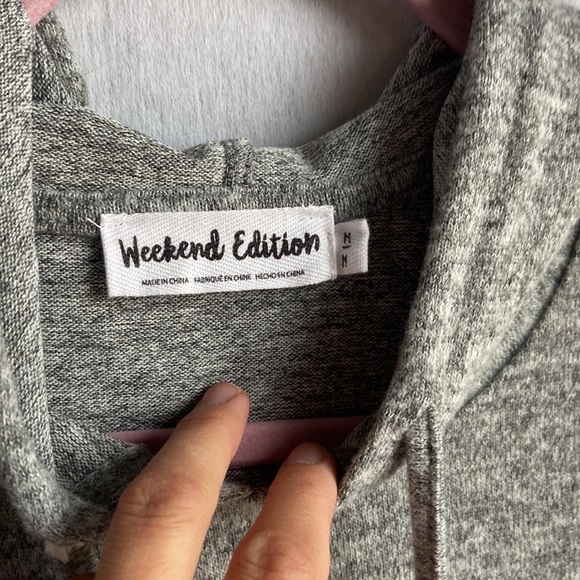 Weekend Edition
MADE IN CHINA FABRIQUÉ EN CHINE HECHO EN CHINA
M
M